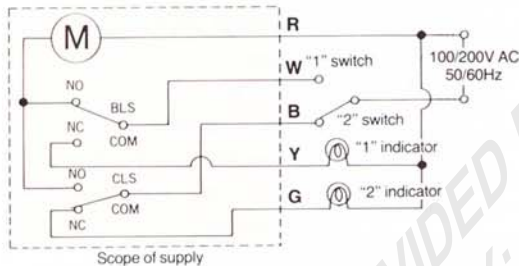 M
R
100/200V AC
50/60Hz
W
"1" switch
NO
BLS
COM
B
"2" switch
NC
Y
"1" indicator
NO
CLS
COM
G
"2" indicator
NC
Scope of supply